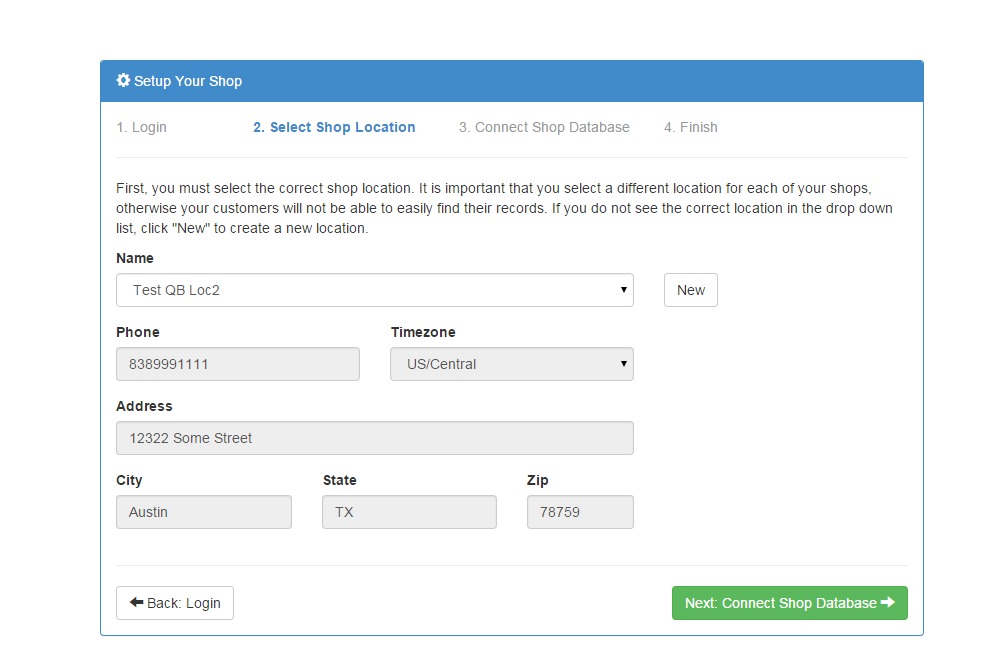 Setup Your Shop
1. Login 2. Select Shop Location 3. Connect Shop Database 4. Finish
First, you must select the correct shop location. It is important that you select a different location for each of your shops,
otherwise your customers will not be able to easily find their records. If you do not see the correct location in the drop down
list, click "New" to create a new location.
Name
Test QB Loc2 New
Phone Timezone
8389991111 US/Central
Address
12322 Some Street
City State Zip
Austin TX 78759
Back: Login Next: Connect Shop Database